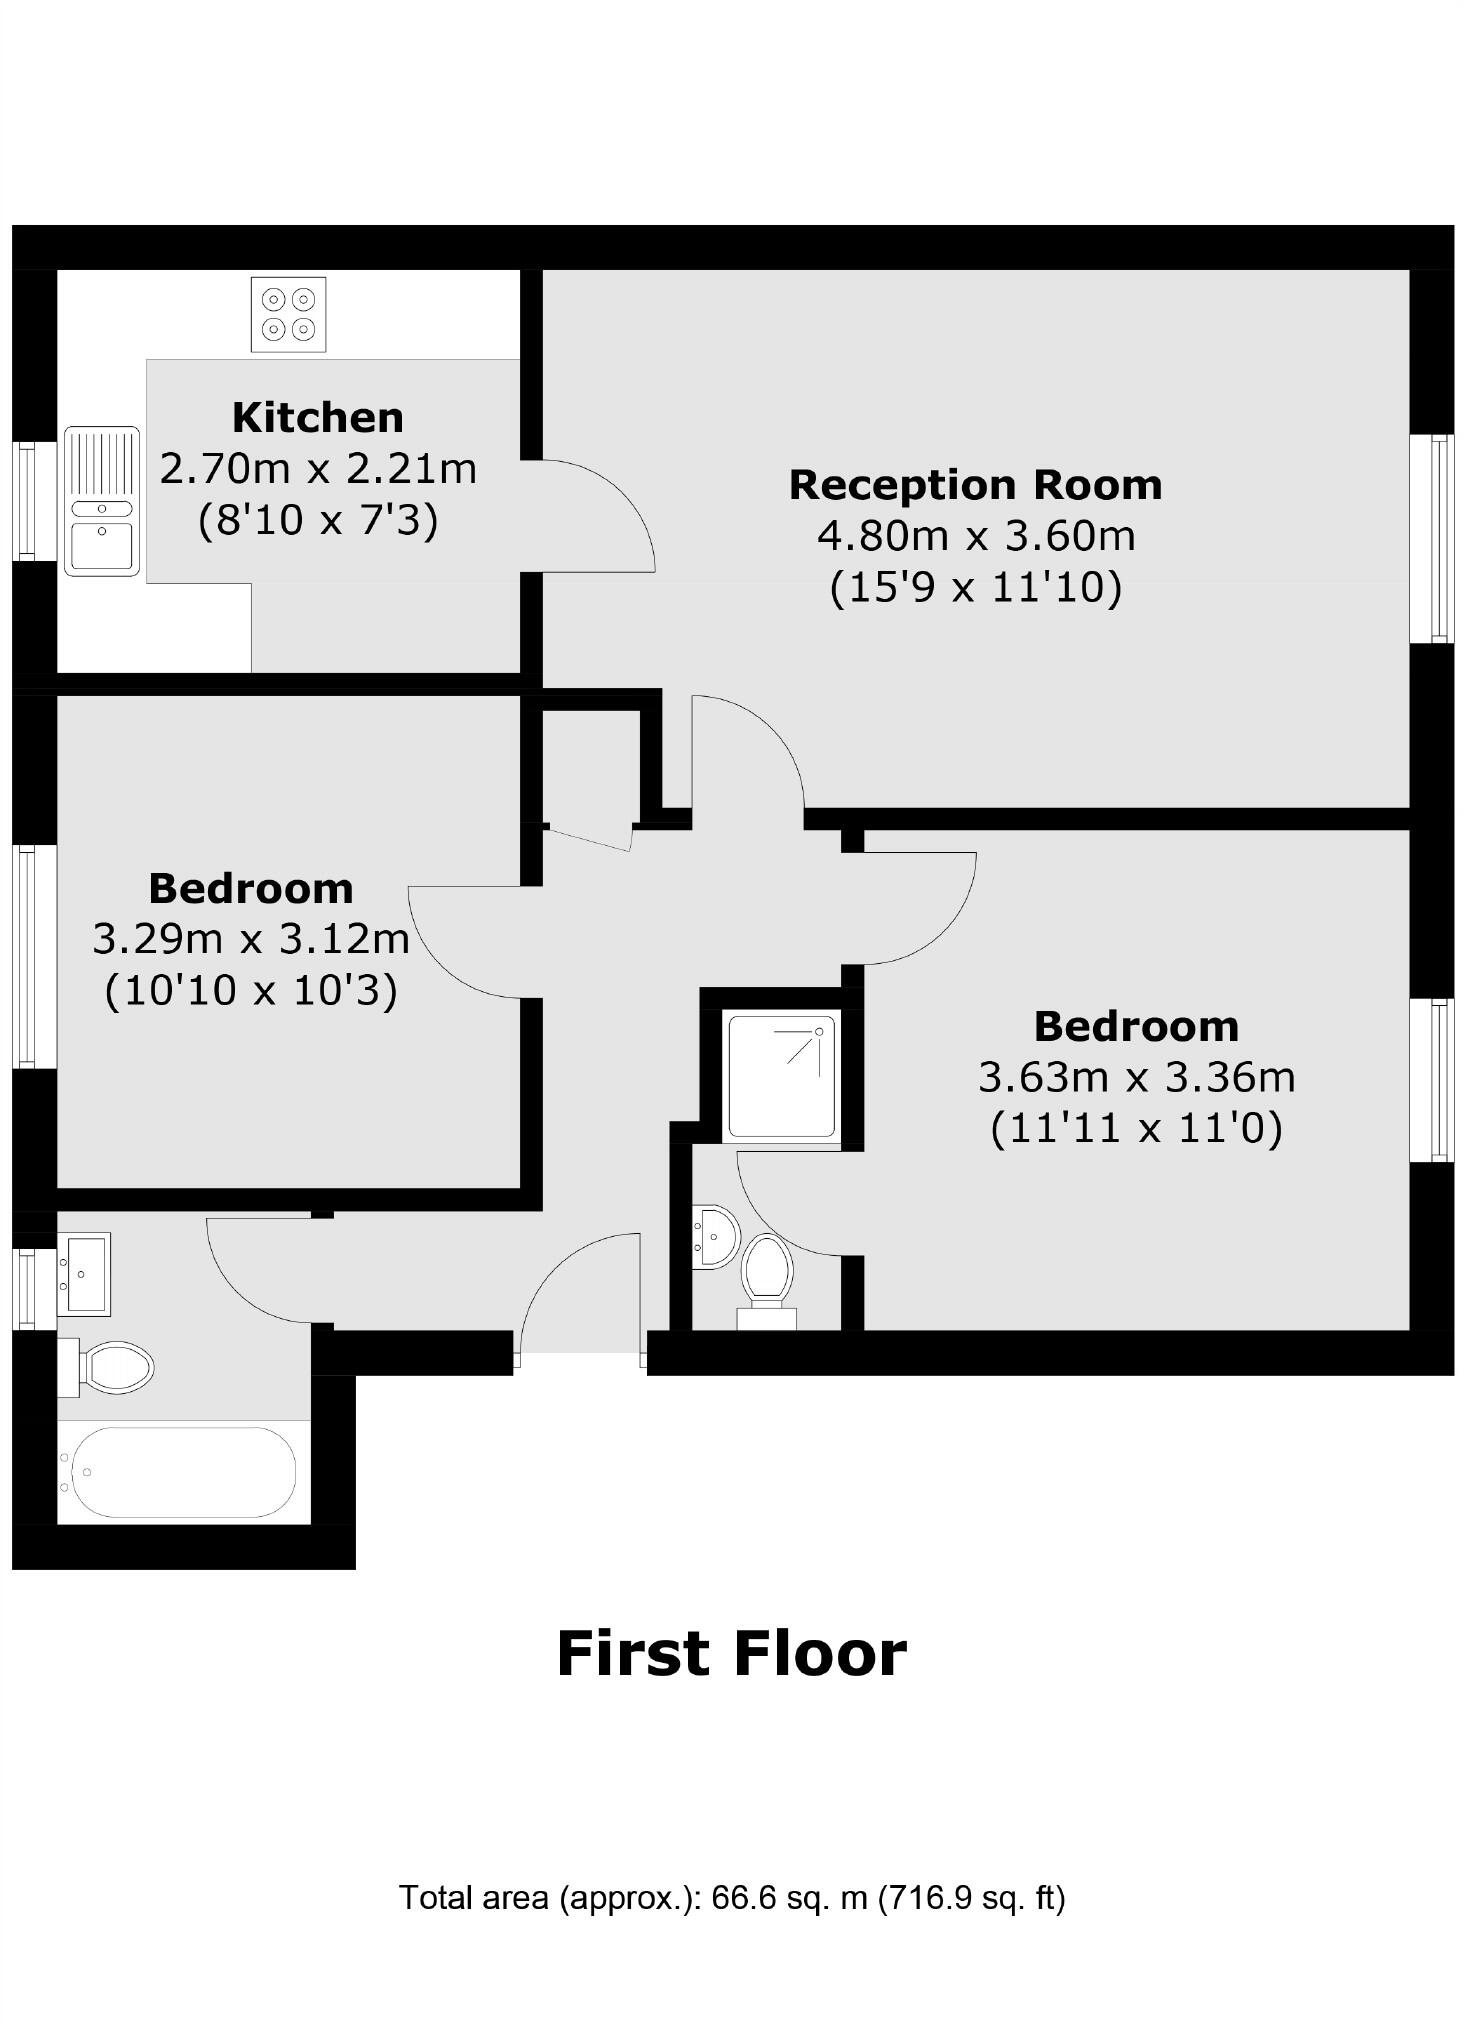 Kitchen
2.70m x 2.21m
(8'10 x 7'3)
Reception Room
4.80m x 3.60m
(15'9 x 11'10)
Bedroom
3.29m x 3.12m
(10'10 x 10'3)
Bedroom
3.63m x 3.36m
(11'11 x 11'0)
First Floor
Total area (approx.): 66.6 sq. m (716.9 sq. ft)